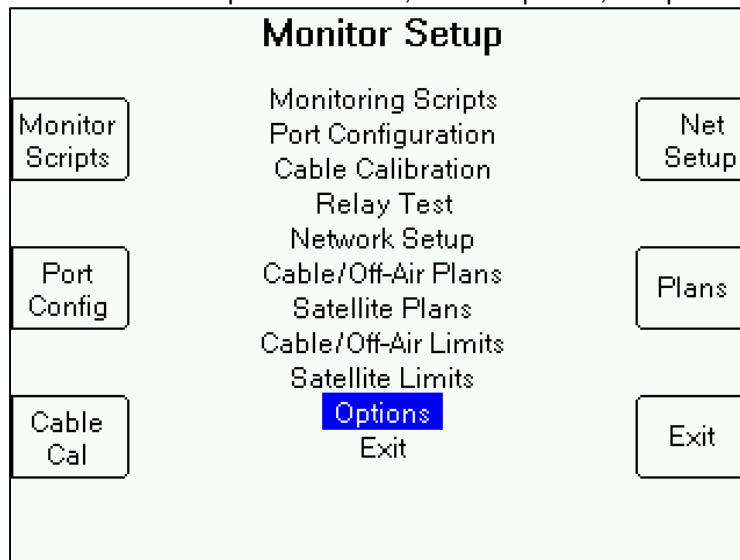 Monitor Setup
Monitor
Scripts
Port
Config
Cable
Cal
Monitoring Scripts
Port Configuration
Cable Calibration
Relay Test
Network Setup
Cable/Off-Air Plans
Satellite Plans
Cable/Off-Air Limits
Satellite Limits
Options
Exit
Net
Setup
Plans
Exit